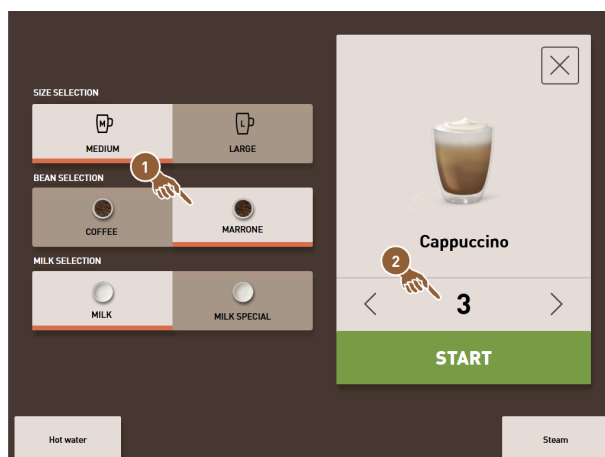 SIZE SELECTION
M
MEDIUM
L
LARGE
1
BEAN SELECTION
COFFEE
MARRONE
MILK SELECTION
MILK
MILK SPECIAL
Cappuccino
2
3
START
Hot water
Steam